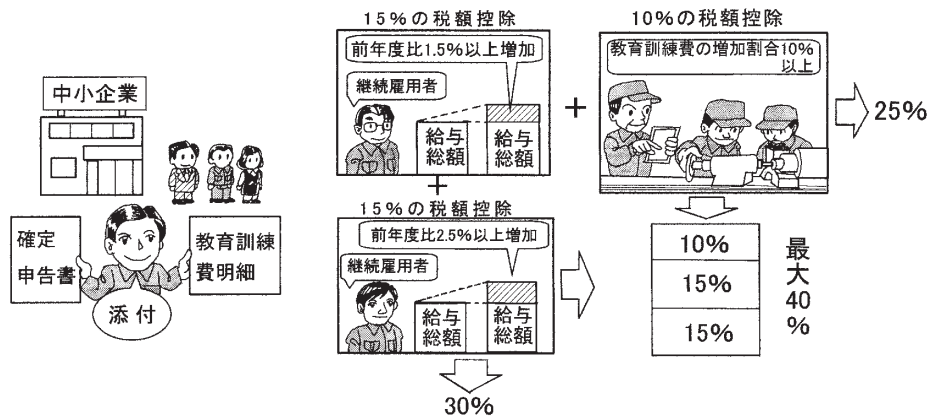 中小企業
確定
申告書
教育訓練
費明細
添付
15％の税額控除
前年度比1.5％以上増加
継続雇用者
給与
総額
給与
総額
+
10％の税額控除
教育訓練費の増加割合10％
以上
25％
+
15％の税額控除
前年度比2.5％以上増加
継続雇用者
給与
総額
給与
総額
30％
10％
15％
15％
最大40％